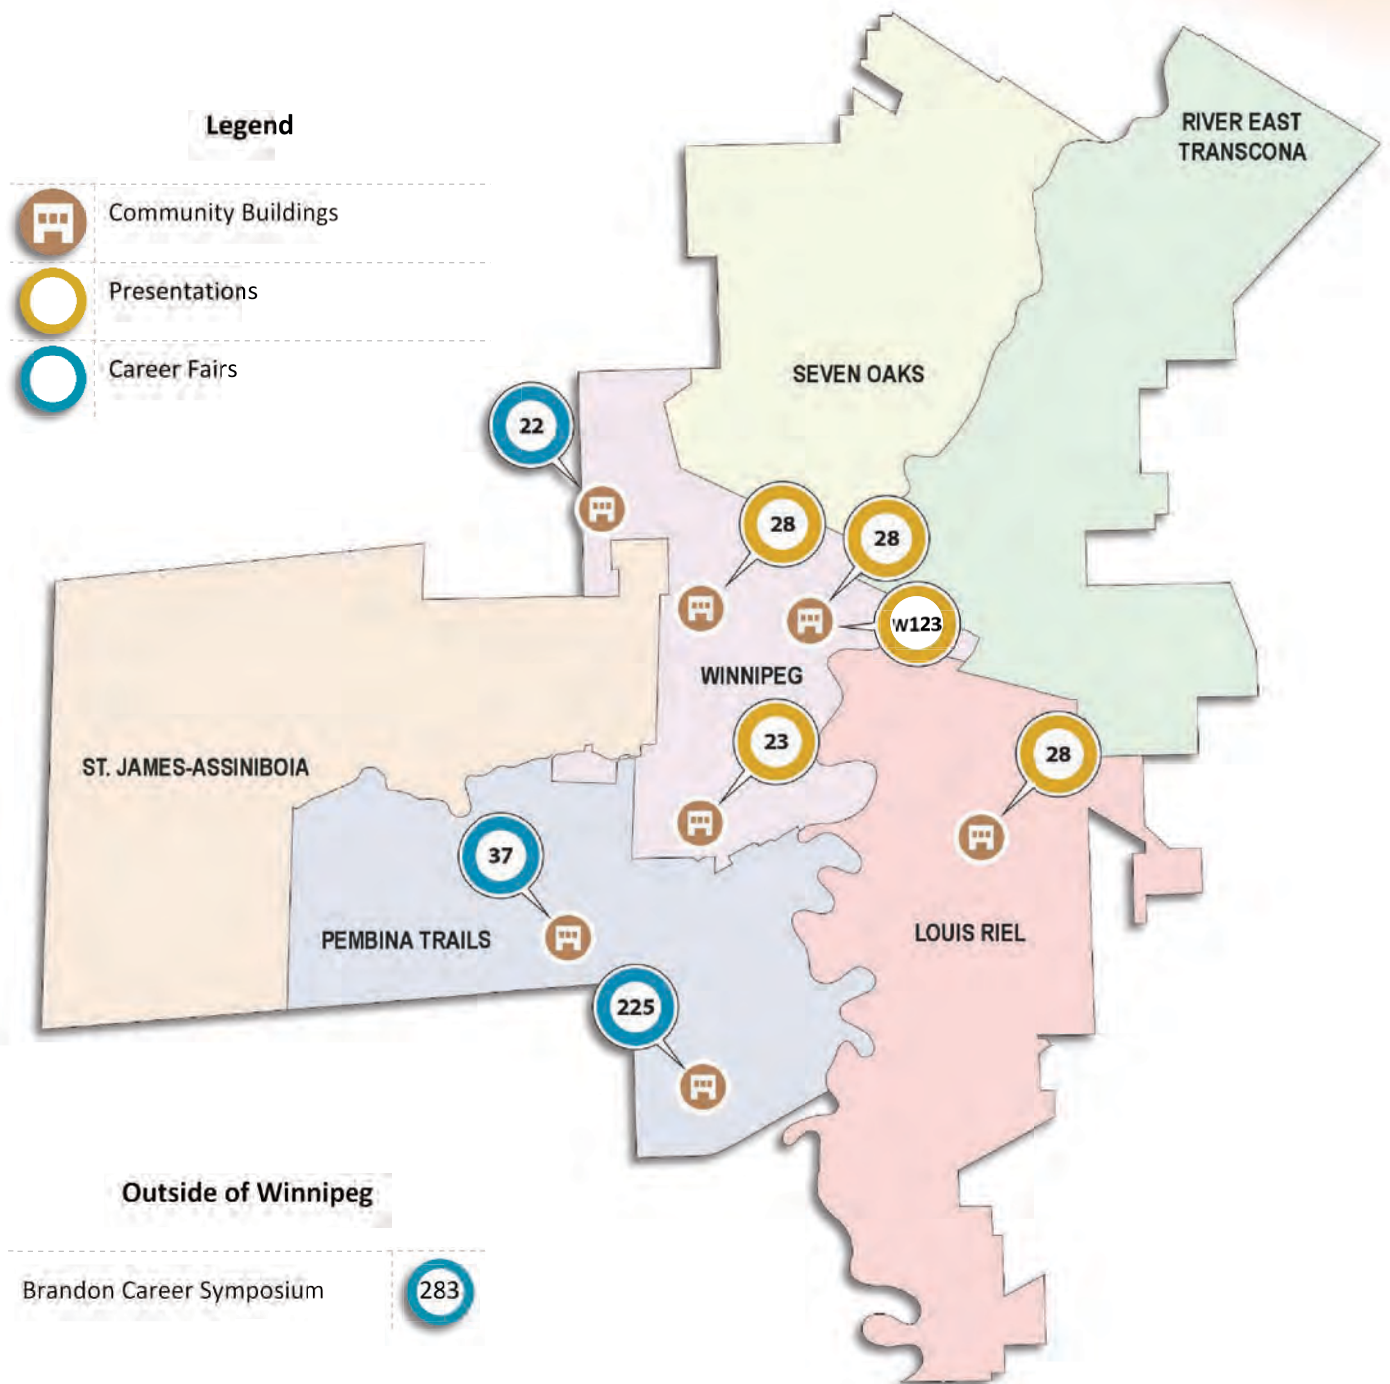 Legend
Community Buildings
Presentations
Career Fairs
RIVER EAST
TRANSCONA
SEVEN OAKS
22
28
28
W123
WINNIPEG
23
28
ST. JAMES-ASSINIBOIA
37
PEMBINA TRAILS
LOUIS RIEL
225
Outside of Winnipeg
Brandon Career Symposium
283